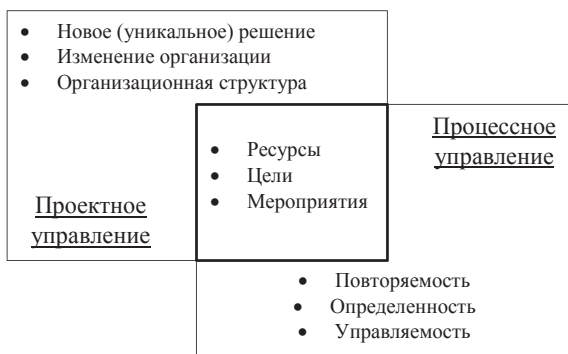 • Новое (уникальное) решение
• Изменение организации
• Организационная структура
Процессное
управление
• Ресурсы
• Цели
• Мероприятия
Проектное
управление
• Повторяемость
• Определенность
• Управляемость